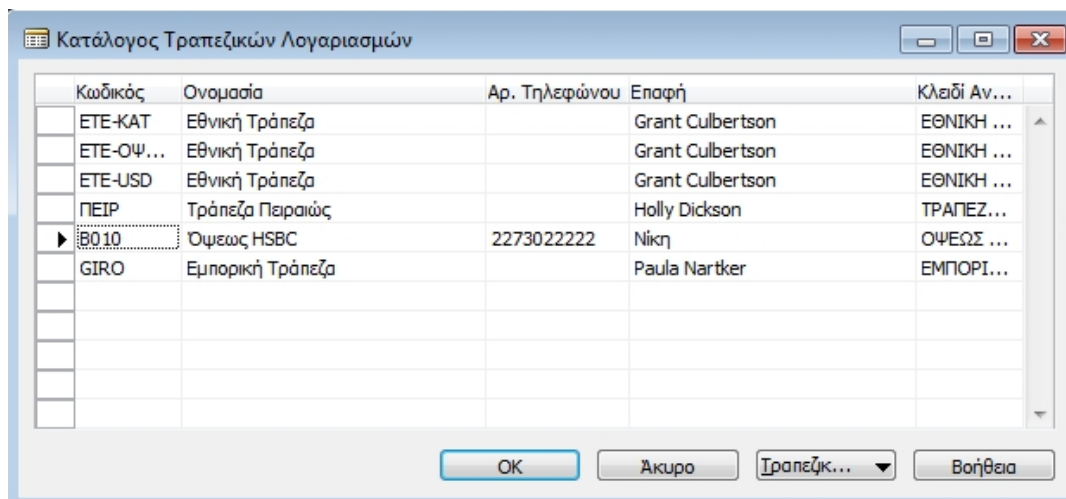 Κατάλογος Τραπεζικών Λογαριασμών
Κωδικός Ονομασία Αρ. Τηλεφώνου Επαφή Κλειδί Αν...
ΕΤΕ-ΚΑΤ Εθνική Τράπεζα Grant Culbertson ΕΘΝΙΚΗ ...
ΕΤΕ-ΟΨ... Εθνική Τράπεζα Grant Culbertson ΕΘΝΙΚΗ ...
ΕΤΕ-USD Εθνική Τράπεζα Grant Culbertson ΕΘΝΙΚΗ ...
ΠΕΙΡ Τράπεζα Πειραιώς Holly Dickson ΤΡΑΠΕΖ...
B010 Όψεως HSBC 2273022222 Νίκη ΟΨΕΩΣ ...
GIRO Εμπορική Τράπεζα Paula Nartker ΕΜΠΟΡΙ...
OK Άκυρο Τραπεζικ... Βοήθεια